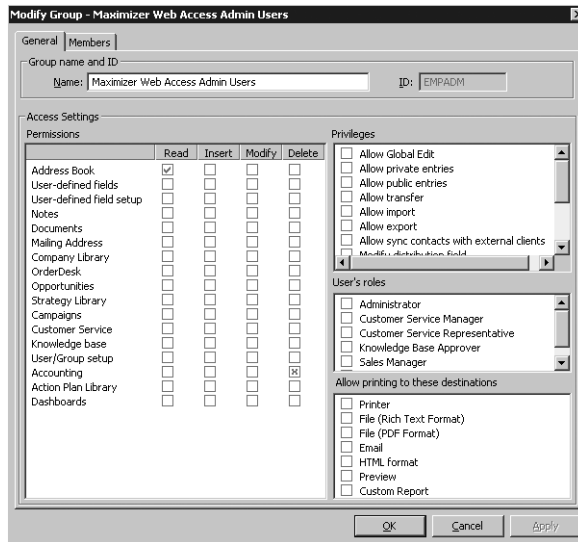 Modify Group - Maximizer Web Access Admin Users
General Members
Group name and ID
Name: Maximizer Web Access Admin Users ID: EMPADM
Access Settings
Permissions
Read Insert Modify Delete
Address Book
User-defined fields
User-defined field setup
Notes
Documents
Mailing Address
Company Library
OrderDesk
Opportunities
Strategy Library
Campaigns
Customer Service
Knowledge base
User/Group setup
Accounting
Action Plan Library
Dashboards
Privileges
Allow Global Edit
Allow private entries
Allow public entries
Allow transfer
Allow import
Allow export
Allow sync contacts with external clients
Modify distribution field
User's roles
Administrator
Customer Service Manager
Customer Service Representative
Knowledge Base Approver
Sales Manager
Allow printing to these destinations
Printer
File (Rich Text Format)
File (PDF Format)
Email
HTML format
Preview
Custom Report
OK Cancel Apply